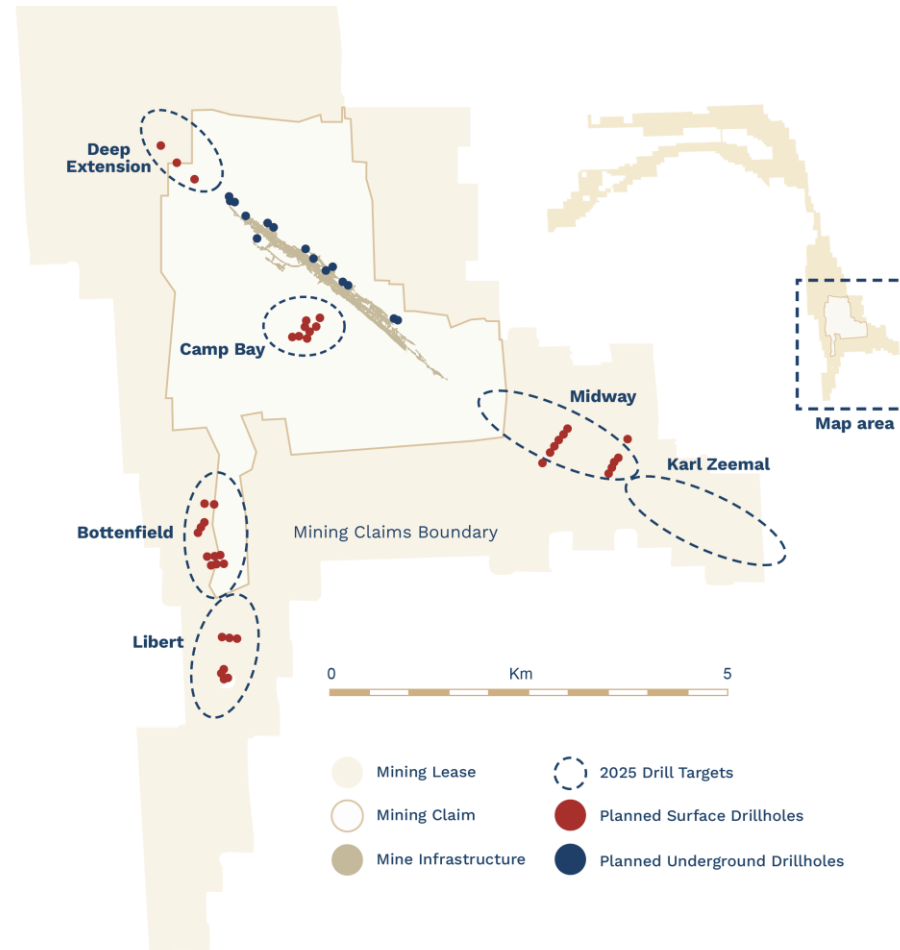 Deep
Extension
Camp Bay
Midway
Karl Zeemal
Map area
Bottenfield
Mining Claims Boundary
Libert
0 Km 5
Mining Lease
2025 Drill Targets
Mining Claim
Planned Surface Drillholes
Mine Infrastructure
Planned Underground Drillholes